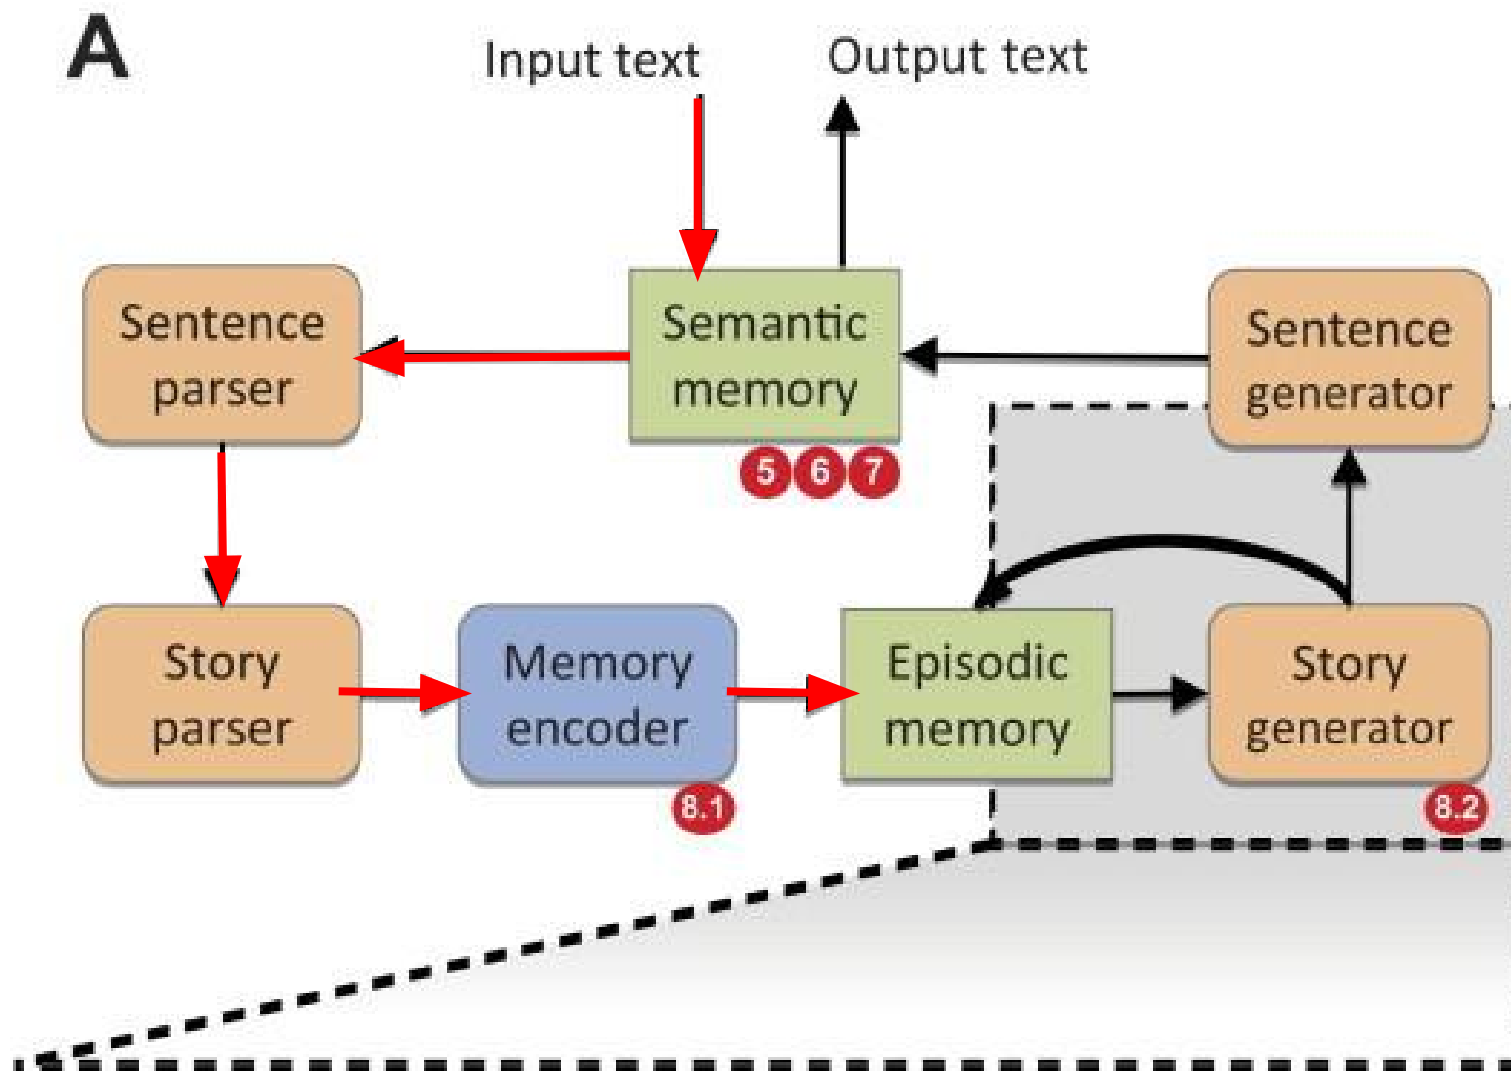 A
Input text
Output text
Sentence
parser
Semantic
memory
5 6 7
Sentence
generator
Story
parser
Memory
encoder
8.1
Episodic
memory
Story
generator
8.2